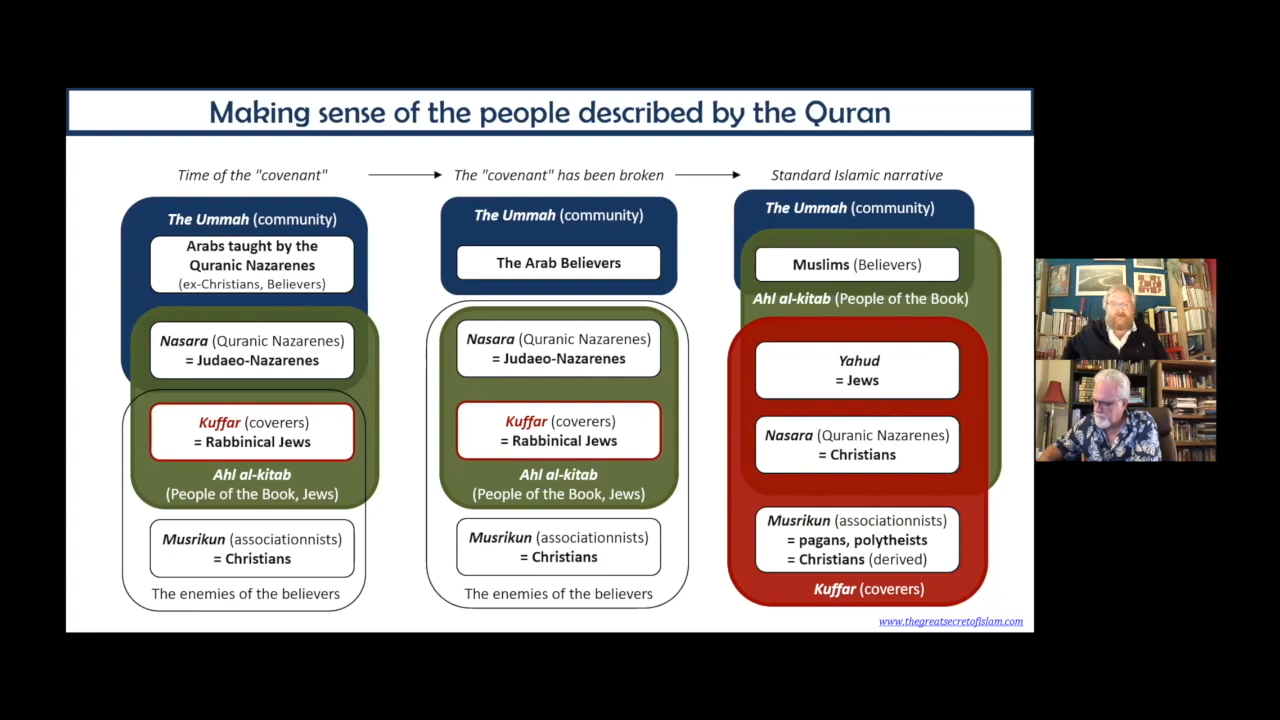 Making sense of the people described by the Quran
Time of the "covenant"
The Ummah (community)
Arabs taught by the
Quranic Nazarenes
(ex-Christians, Believers)
Nasara (Quranic Nazarenes)
= Judaeo-Nazarenes
Kuffar (coverers)
= Rabbinical Jews
Ahl al-kitab
(People of the Book, Jews)
Musrikun (associationnists)
= Christians
The enemies of the believers
The "covenant" has been broken
The Ummah (community)
The Arab Believers
Nasara (Quranic Nazarenes)
= Judaeo-Nazarenes
Kuffar (coverers)
= Rabbinical Jews
Ahl al-kitab
(People of the Book, Jews)
Musrikun (associationnists)
= Christians
The enemies of the believers
Standard Islamic narrative
The Ummah (community)
Muslims (Believers)
Ahl al-kitab (People of the Book)
Yahud
= Jews
Nasara (Quranic Nazarenes)
= Christians
Musrikun (associationnists)
= pagans, polytheists
= Christians (derived)
Kuffar (coverers)
www.thegreatsecretofislam.com